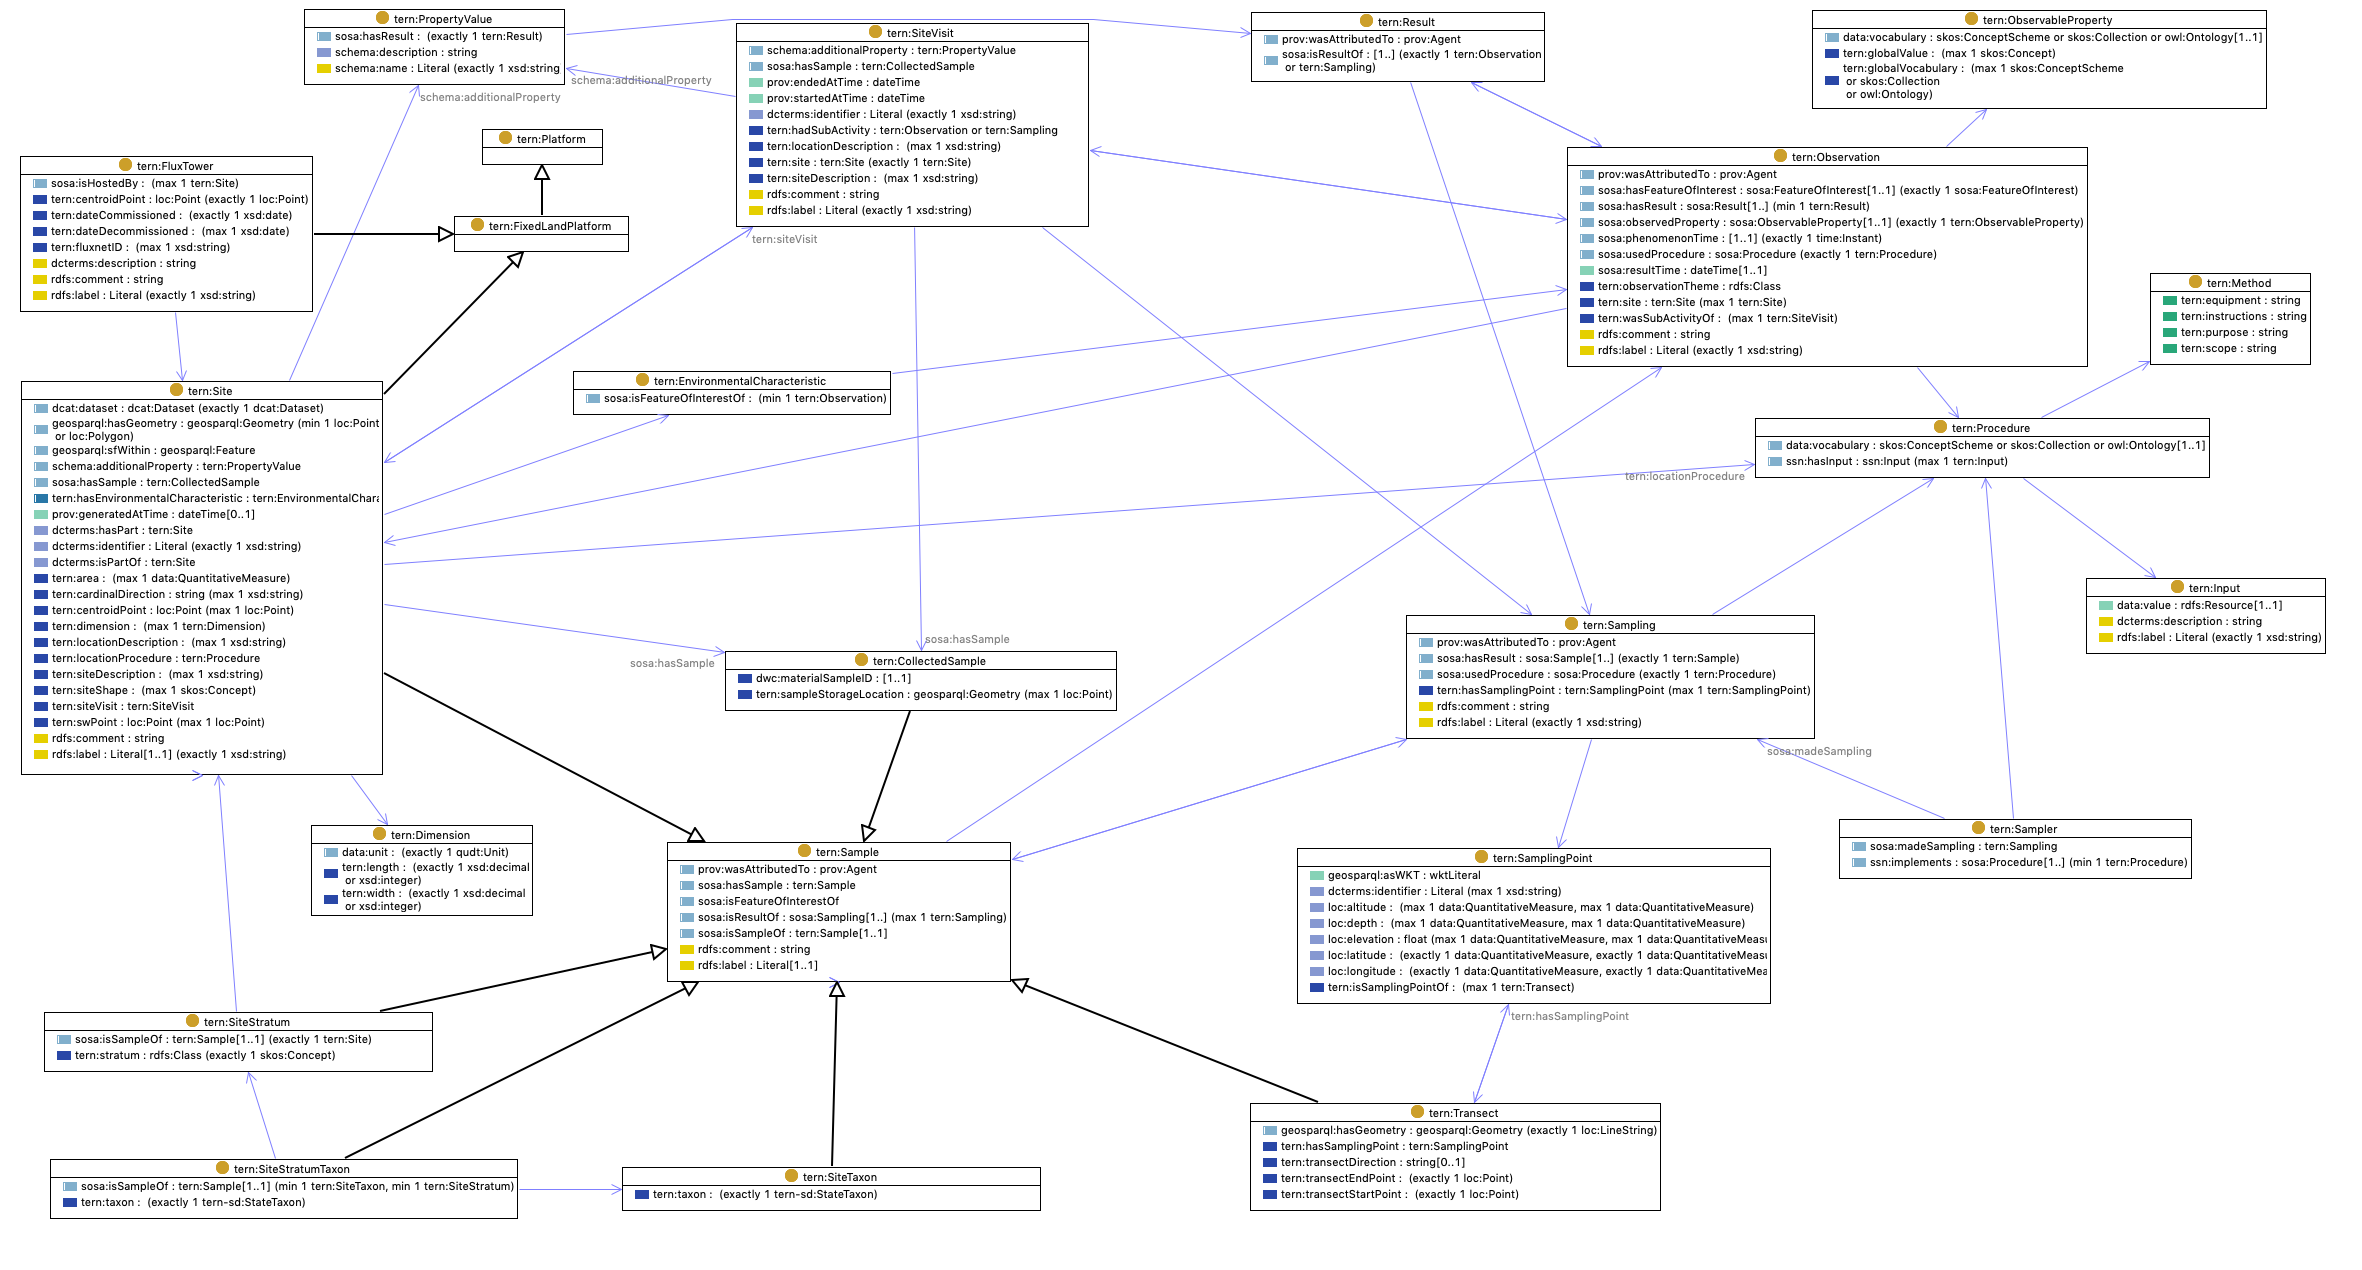 tern:PropertyValue
sosa:hasResult : (exactly 1 tern:Result)
schema:description : string
schema:name : Literal (exactly 1 xsd:string
tern:SiteVisit
schema:additionalProperty : tern:PropertyValue
sosa:hasSample : tern:CollectedSample
prov:endedAtTime : dateTime
prov:startedAtTime : dateTime
dcterms:identifier : Literal (exactly 1 xsd:string)
tern:hadSubActivity : tern:Observation or tern:Sampling
tern:locationDescription : (max 1 xsd:string)
tern:site : tern:Site (exactly 1 tern:Site)
tern:siteDescription : (max 1 xsd:string)
rdfs:comment : string
rdfs:label : Literal (exactly 1 xsd:string)
tern:Result
prov:wasAttributedTo : prov:Agent
sosa:isResultOf : [1..] (exactly 1 tern:Observation
or tern:Sampling)
tern:ObservableProperty
data:vocabulary : skos:ConceptScheme or skos:Collection or owl:Ontology[1..1]
tern:globalValue : (max 1 skos:Concept)
tern:globalVocabulary : (max 1 skos:ConceptScheme
or skos:Collection
or owl:Ontology)
schema:additionalProperty
schema:additionalProperty
tern:Platform
tern:FluxTower
sosa:isHostedBy : (max 1 tern:Site)
tern:centroidPoint : loc:Point (exactly 1 loc:Point)
tern:dateCommissioned : (exactly 1 xsd:date)
tern:dateDecommissioned : (max 1 xsd:date)
tern:fluxnetID : (max 1 xsd:string)
dcterms:description : string
rdfs:comment : string
rdfs:label : Literal (exactly 1 xsd:string)
tern:FixedLandPlatform
tern:siteVisit
tern:Observation
prov:wasAttributedTo : prov:Agent
sosa:hasFeatureOfInterest : sosa:FeatureOfInterest[1..1] (exactly 1 sosa:FeatureOfInterest)
sosa:hasResult : sosa:Result[1..] (min 1 tern:Result)
sosa:observedProperty : sosa:ObservableProperty[1..1] (exactly 1 tern:ObservableProperty)
sosa:phenomenonTime : [1..1] (exactly 1 time:Instant)
sosa:usedProcedure : sosa:Procedure (exactly 1 tern:Procedure)
sosa:resultTime : dateTime[1..1]
tern:observationTheme : rdfs:Class
tern:site : tern:Site (max 1 tern:Site)
tern:wasSubActivityOf : (max 1 tern:SiteVisit)
rdfs:comment : string
rdfs:label : Literal (exactly 1 xsd:string)
tern:Method
tern:equipment : string
tern:instructions : string
tern:purpose : string
tern:scope : string
tern:Site
dcat:dataset : dcat:Dataset (exactly 1 dcat:Dataset)
geosparql:hasGeometry : geosparql:Geometry (min 1 loc:Point
or loc:Polygon)
geosparql:sfWithin : geosparql:Feature
schema:additionalProperty : tern:PropertyValue
sosa:hasSample : tern:CollectedSample
tern:hasEnvironmentalCharacteristic : tern:EnvironmentalChara
prov:generatedAtTime : dateTime[0..1]
dcterms:hasPart : tern:Site
dcterms:identifier : Literal (exactly 1 xsd:string)
dcterms:isPartOf : tern:Site
tern:area : (max 1 data:QuantitativeMeasure)
tern:cardinalDirection : string (max 1 xsd:string)
tern:centroidPoint : loc:Point (max 1 loc:Point)
tern:dimension : (max 1 tern:Dimension)
tern:locationDescription : (max 1 xsd:string)
tern:locationProcedure : tern:Procedure
tern:siteDescription : (max 1 xsd:string)
tern:siteShape : (max 1 skos:Concept)
tern:siteVisit : tern:SiteVisit
tern:swPoint : loc:Point (max 1 loc:Point)
rdfs:comment : string
rdfs:label : Literal[1..1] (exactly 1 xsd:string)
tern:EnvironmentalCharacteristic
sosa:isFeatureOfInterestOf : (min 1 tern:Observation)
tern:Procedure
data:vocabulary : skos:ConceptScheme or skos:Collection or owl:Ontology[1..1]
ssn:hasInput : ssn:Input (max 1 tern:Input)
tern:locationProcedure
tern:Input
data:value : rdfs:Resource[1..1]
dcterms:description : string
rdfs:label : Literal (exactly 1 xsd:string)
sosa:hasSample
sosa:hasSample
tern:CollectedSample
dwc:materialSampleID : [1..1]
tern:sampleStorageLocation : geosparql:Geometry (max 1 loc:Point)
tern:Sampling
prov:wasAttributedTo : prov:Agent
sosa:hasResult : sosa:Sample[1..] (exactly 1 tern:Sample)
sosa:usedProcedure : sosa:Procedure (exactly 1 tern:Procedure)
tern:hasSamplingPoint : tern:SamplingPoint (max 1 tern:SamplingPoint)
rdfs:comment : string
rdfs:label : Literal (exactly 1 xsd:string)
sosa:madeSampling
tern:Dimension
data:unit : (exactly 1 qudt:Unit)
tern:length : (exactly 1 xsd:decimal
or xsd:integer)
tern:width : (exactly 1 xsd:decimal
or xsd:integer)
tern:Sample
prov:wasAttributedTo : prov:Agent
sosa:hasSample : tern:Sample
sosa:isFeatureOfInterestOf
sosa:isResultOf : sosa:Sampling[1..] (max 1 tern:Sampling)
sosa:isSampleOf : tern:Sample[1..1]
rdfs:comment : string
rdfs:label : Literal[1..1]
tern:SamplingPoint
geosparql:asWKT : wktLiteral
dcterms:identifier : Literal (max 1 xsd:string)
loc:altitude : (max 1 data:QuantitativeMeasure, max 1 data:QuantitativeMeasure)
loc:depth : (max 1 data:QuantitativeMeasure, max 1 data:QuantitativeMeasure)
loc:elevation : float (max 1 data:QuantitativeMeasure, max 1 data:QuantitativeMeasu
loc:latitude : (exactly 1 data:QuantitativeMeasure, exactly 1 data:QuantitativeMeasu
loc:longitude : (exactly 1 data:QuantitativeMeasure, exactly 1 data:QuantitativeMea
tern:isSamplingPointOf : (max 1 tern:Transect)
tern:Sampler
sosa:madeSampling : tern:Sampling
ssn:implements : sosa:Procedure[1..] (min 1 tern:Procedure)
tern:SiteStratum
sosa:isSampleOf : tern:Sample[1..1] (exactly 1 tern:Site)
tern:stratum : rdfs:Class (exactly 1 skos:Concept)
tern:hasSamplingPoint
tern:SiteStratumTaxon
sosa:isSampleOf : tern:Sample[1..1] (min 1 tern:SiteTaxon, min 1 tern:SiteStratum)
tern:taxon : (exactly 1 tern-sd:StateTaxon)
tern:SiteTaxon
tern:taxon : (exactly 1 tern-sd:StateTaxon)
tern:Transect
geosparql:hasGeometry : geosparql:Geometry (exactly 1 loc:LineString)
tern:hasSamplingPoint : tern:SamplingPoint
tern:transectDirection : string[0..1]
tern:transectEndPoint : (exactly 1 loc:Point)
tern:transectStartPoint : (exactly 1 loc:Point)